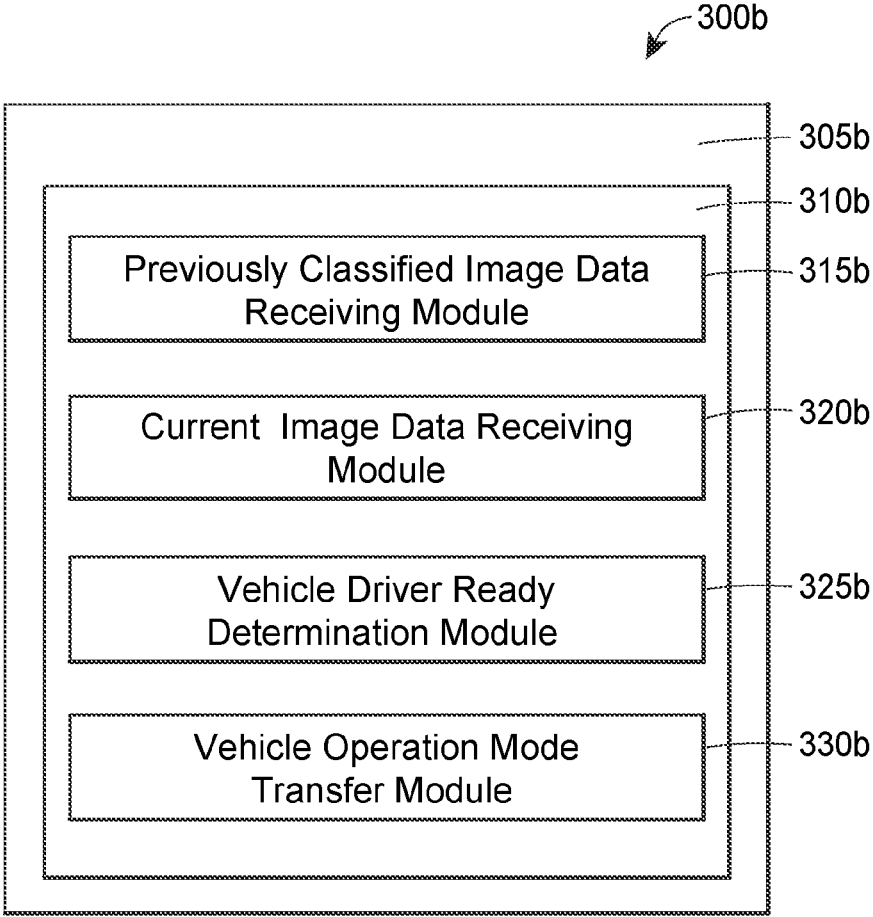 300b
305b
310b
Previously Classified Image Data
Receiving Module
315b
Current Image Data Receiving
Module
320b
Vehicle Driver Ready
Determination Module
325b
Vehicle Operation Mode
Transfer Module
330b